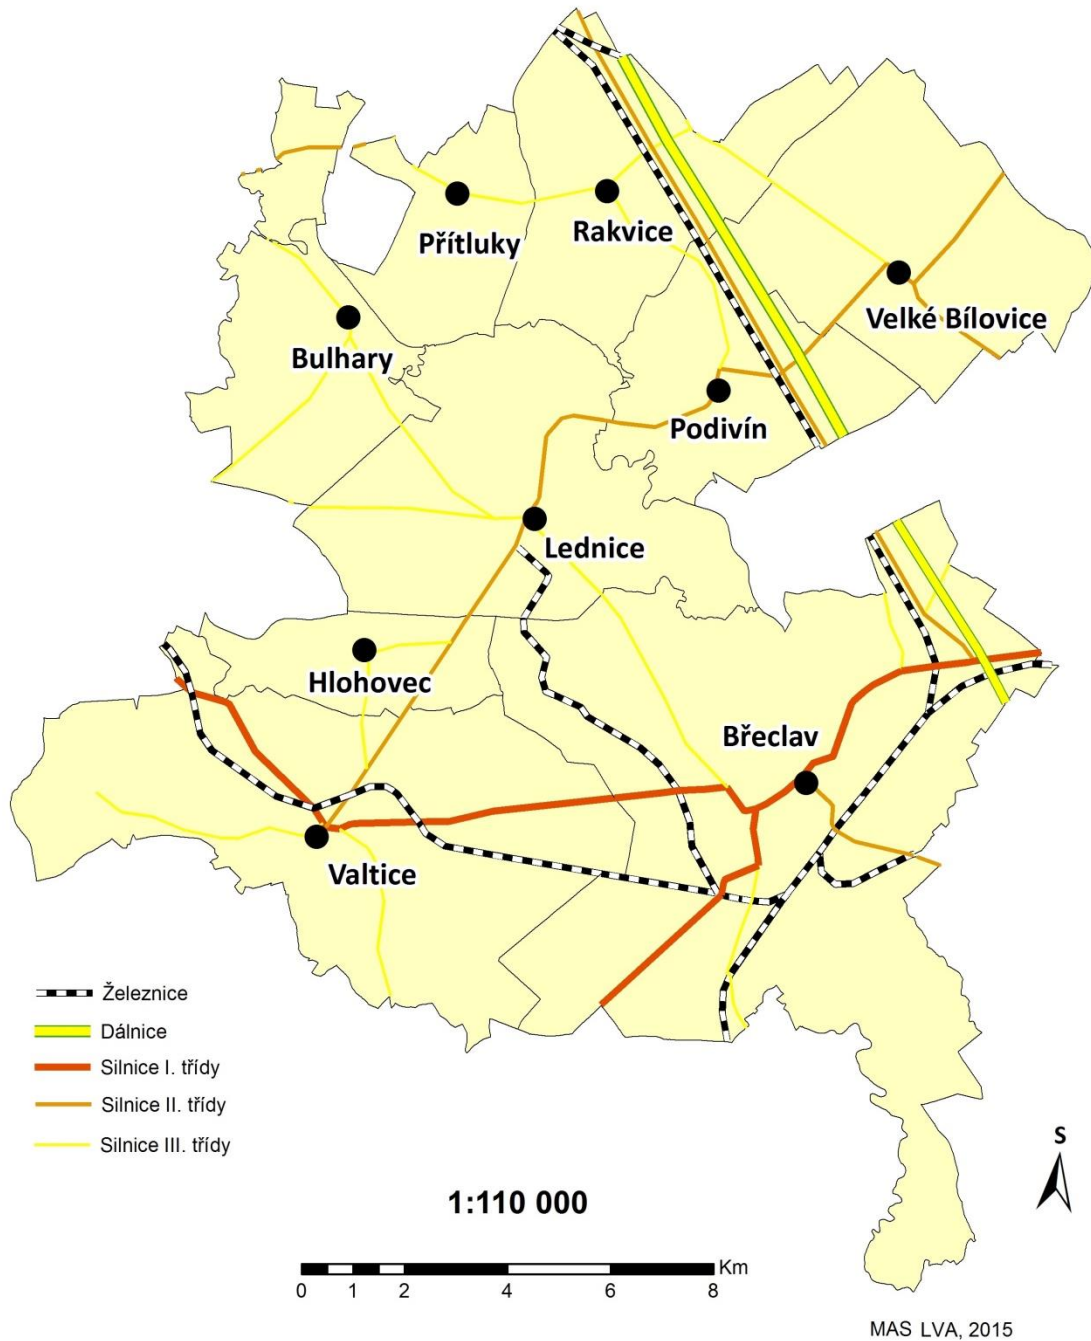 Přítluky
Rakvice
Velké Bílovice
Bulhary
Podivín
Lednice
Hlohovec
Břeclav
Valtice
Železnice
Dálnice
Silnice I. třídy
Silnice II. třídy
Silnice III. třídy
S
1:110 000
Km
0 1 2 4 6 8
MAS LVA, 2015